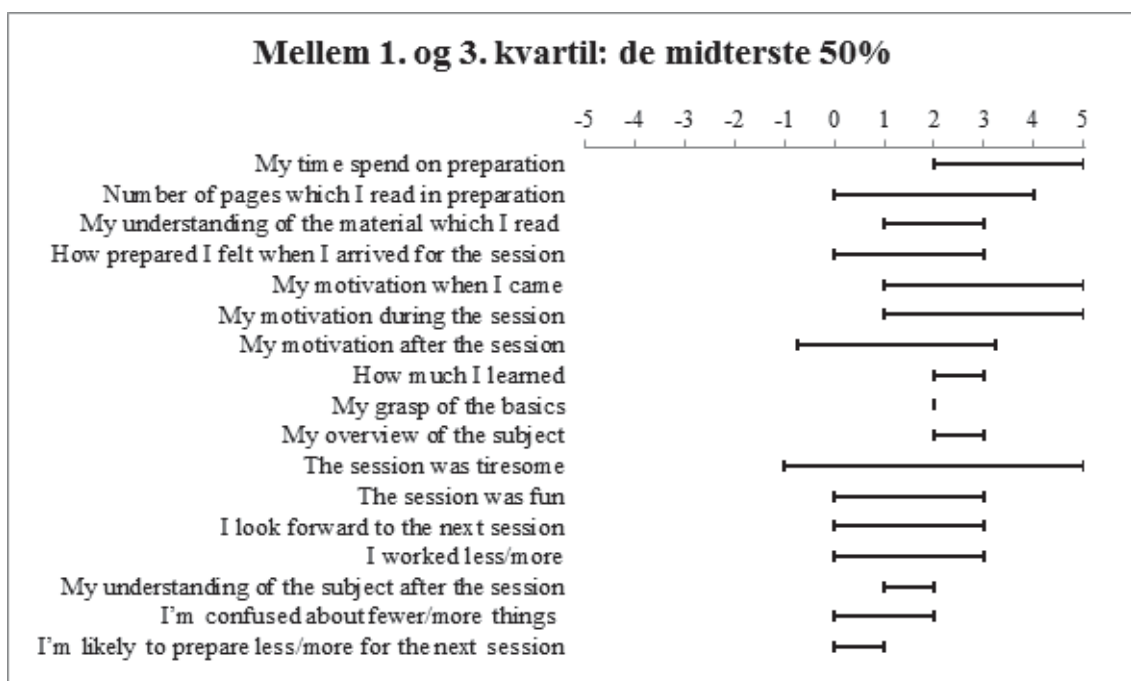 Mellem 1. og 3. kvartil: de midterste 50%
-5 -4 -3 -2 -1 0 1 2 3 5
My time spend on preparation
Number of pages which I read in preparation
My understanding of the material which I read
How prepared I felt when I arrived for the session
My motivation when I came
My motivation during the session
My motivation after the session
How much I learned
My grasp of the basics
My overview of the subject
The session was tiresome
The session was fun
I look forward to the next session
I worked less/more
My understanding of the subject after the session
I'm confused about fewer/more things
I'm likely to prepare less/more for the next session